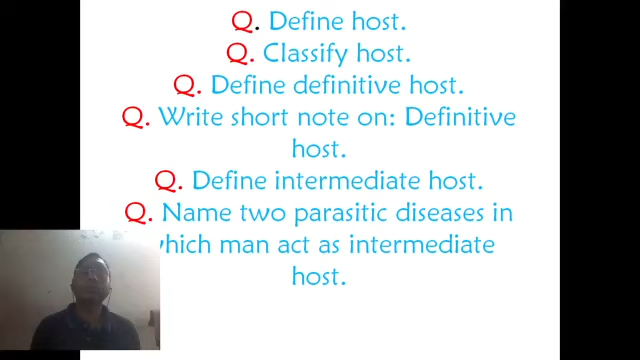 Q. Define host.
Q. Classify host.
Q. Define definitive host.
Q. Write short note on: Definitive
host.
Q. Define intermediate host.
Q. Name two parasitic diseases in
which man act as intermediate
host.